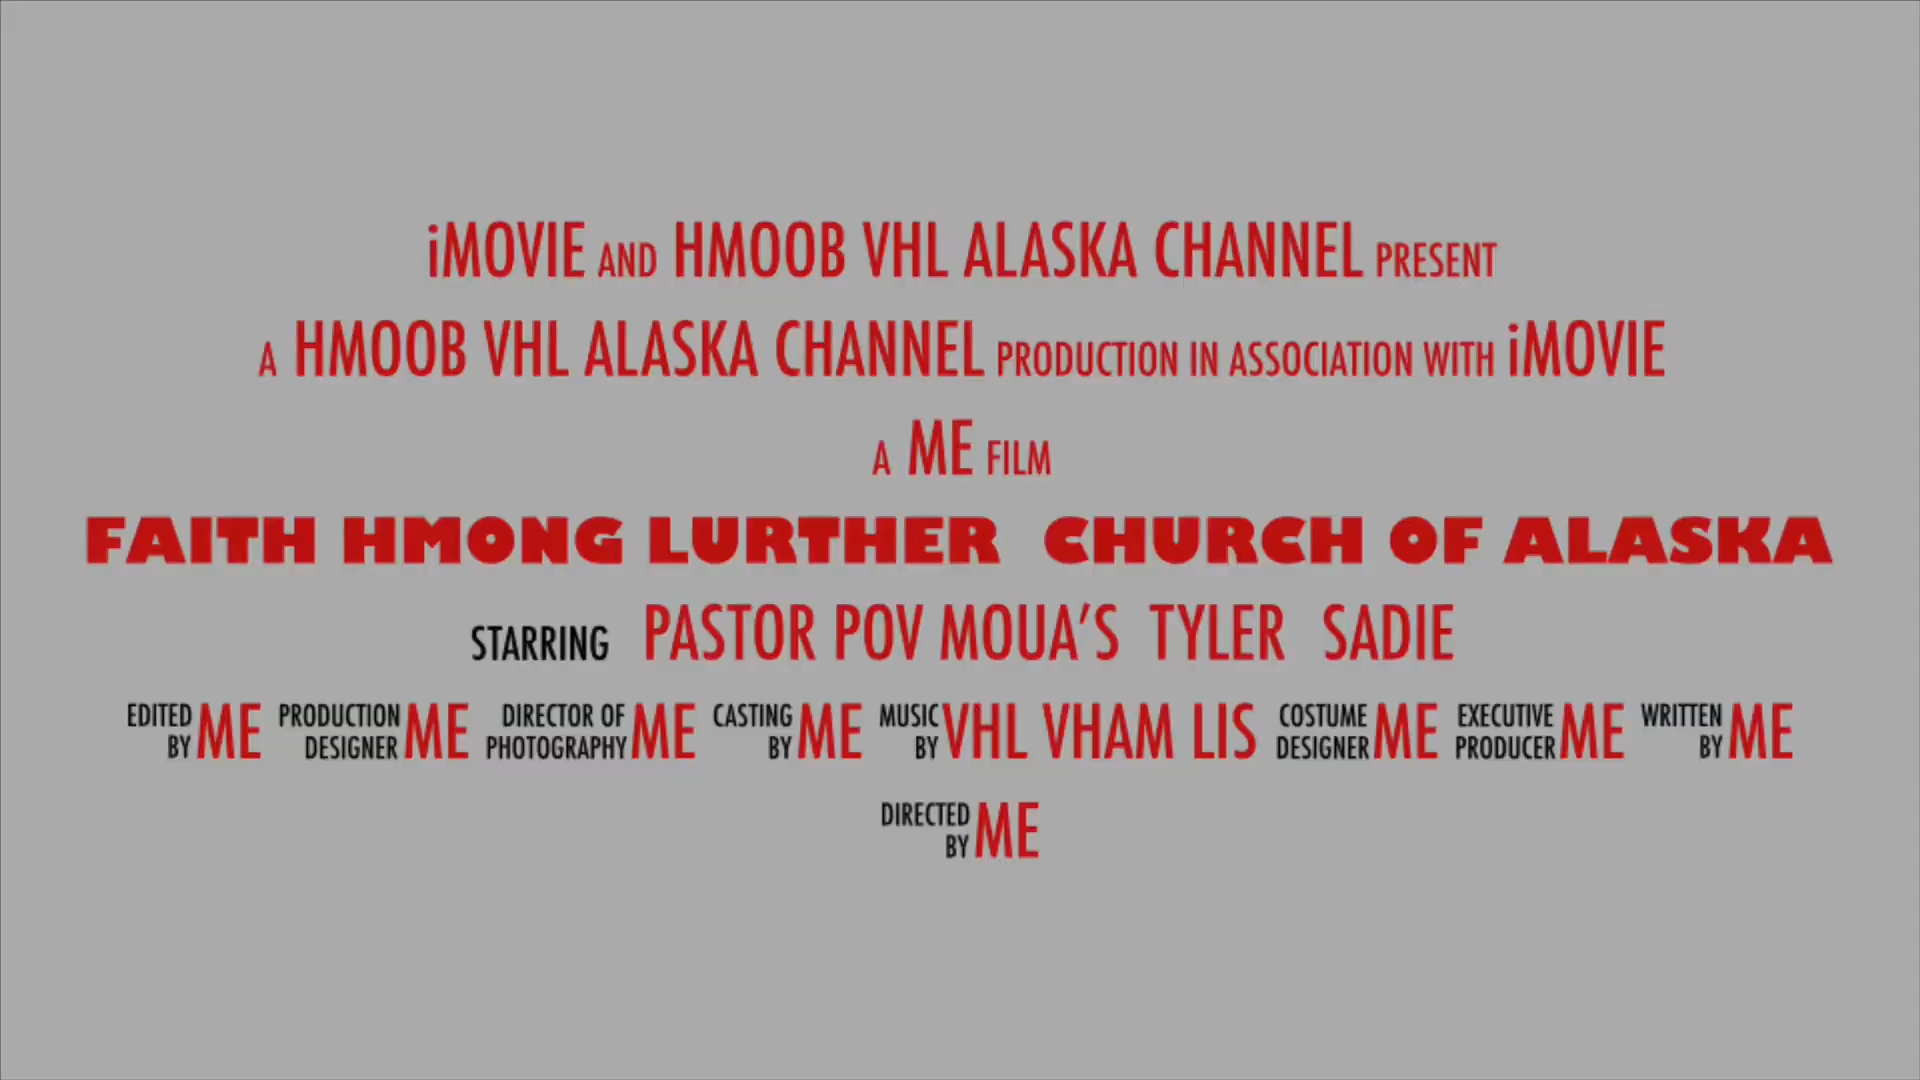 iMOVIE AND HMOOB VHL ALASKA CHANNEL PRESENT
A HMOOB VHL ALASKA CHANNEL PRODUCTION IN ASSOCIATION WITH iMOVIE
A ME FILM
FAITH HMONG LURTHER CHURCH OF ALASKA
STARRING PASTOR POV MOUA'S TYLER SADIE
EDITED BY ME PRODUCTION DESIGNER ME DIRECTOR OF PHOTOGRAPHY ME CASTING BY ME MUSIC BY VHL VHAM LIS COSTUME DESIGNER ME EXECUTIVE PRODUCER ME WRITTEN BY ME
DIRECTED BY ME